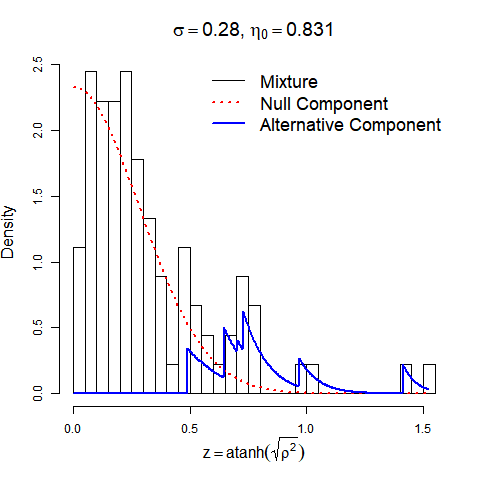 σ = 0.28, η₀ = 0.831
Mixture
Null Component
Alternative Component
Density
2.5
2.0
1.5
1.0
0.5
0.0
0.0 0.5 1.0 1.5
z = atanh(√ρ²)